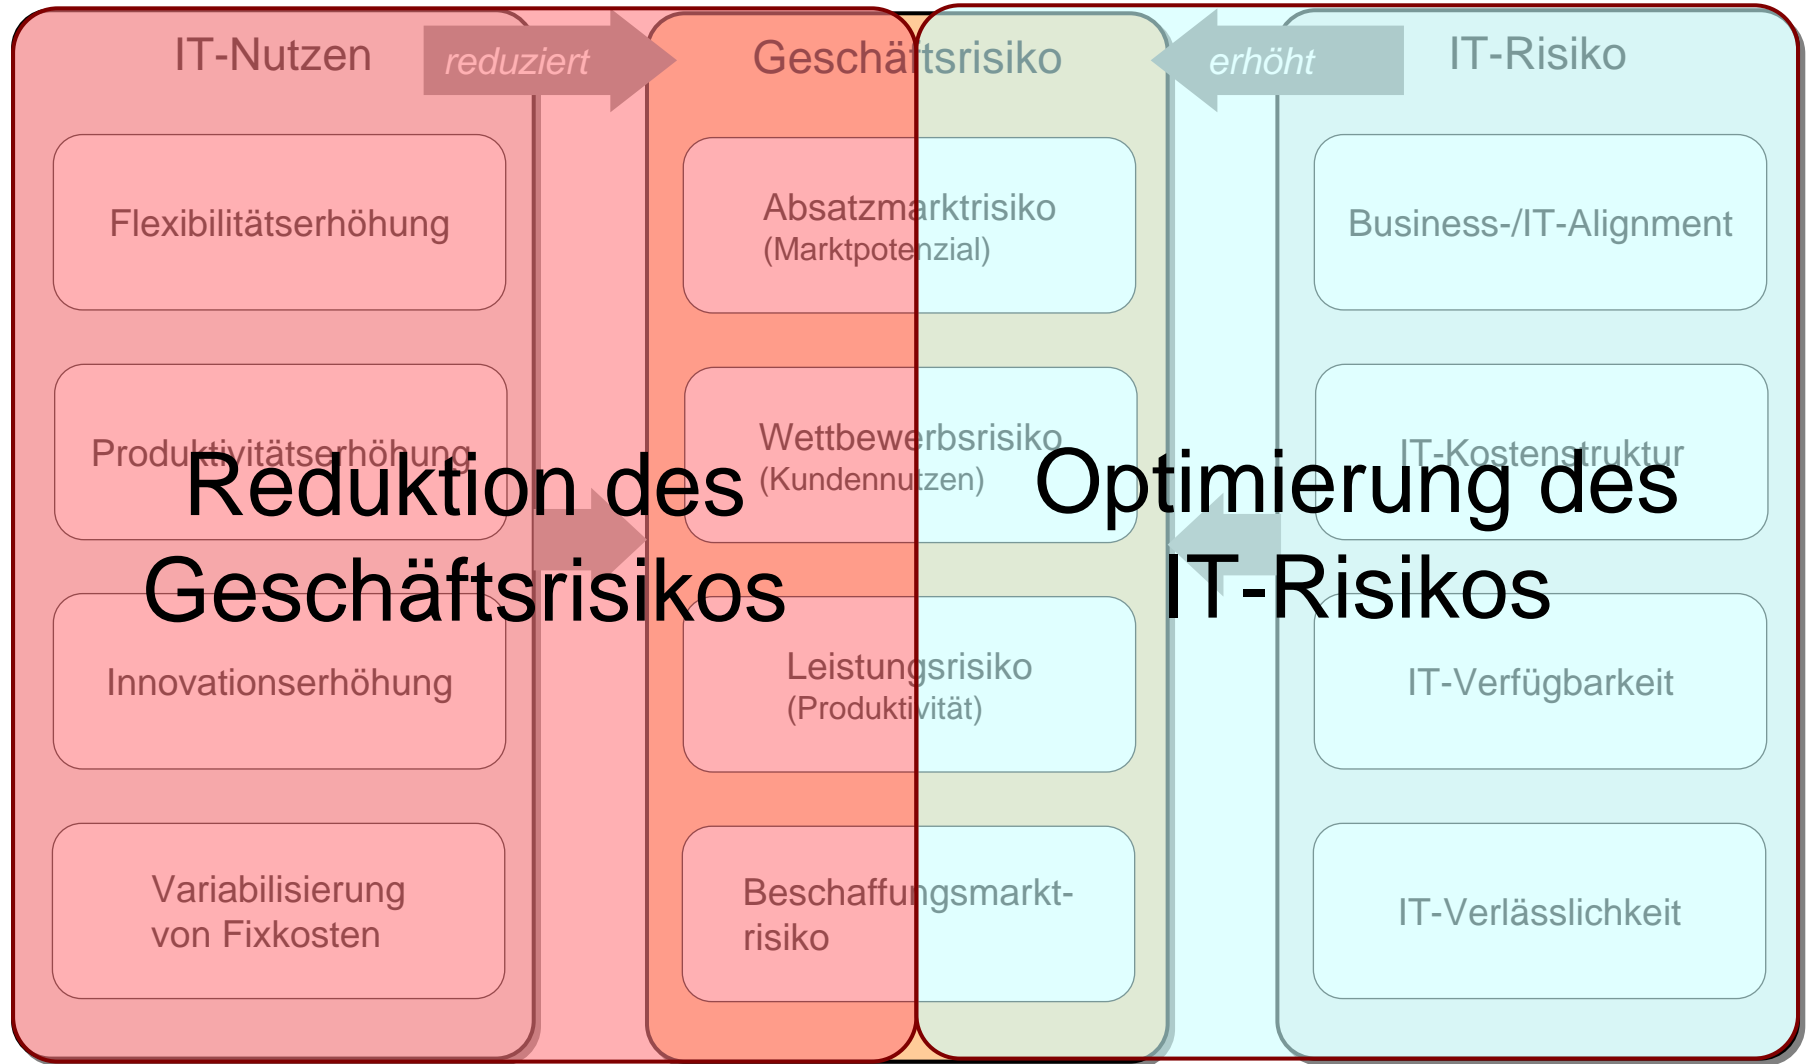 IT-Nutzen
reduziert
Geschäftsrisiko
erhöht
IT-Risiko
Flexibilitätserhöhung
Produktivitätserhöhung
Innovationserhöhung
Variabilisierung
von Fixkosten
Absatzmarktrisiko
(Marktpotenzial)
Wettbewerbsrisiko
(Kundennutzen)
Leistungsrisiko
(Produktivität)
Beschaffungsmarkt-
risiko
Business-/IT-Alignment
IT-Kostenstruktur
IT-Verfügbarkeit
IT-Verlässlichkeit
Reduktion des
Geschäftsrisikos
Optimierung des
IT-Risikos